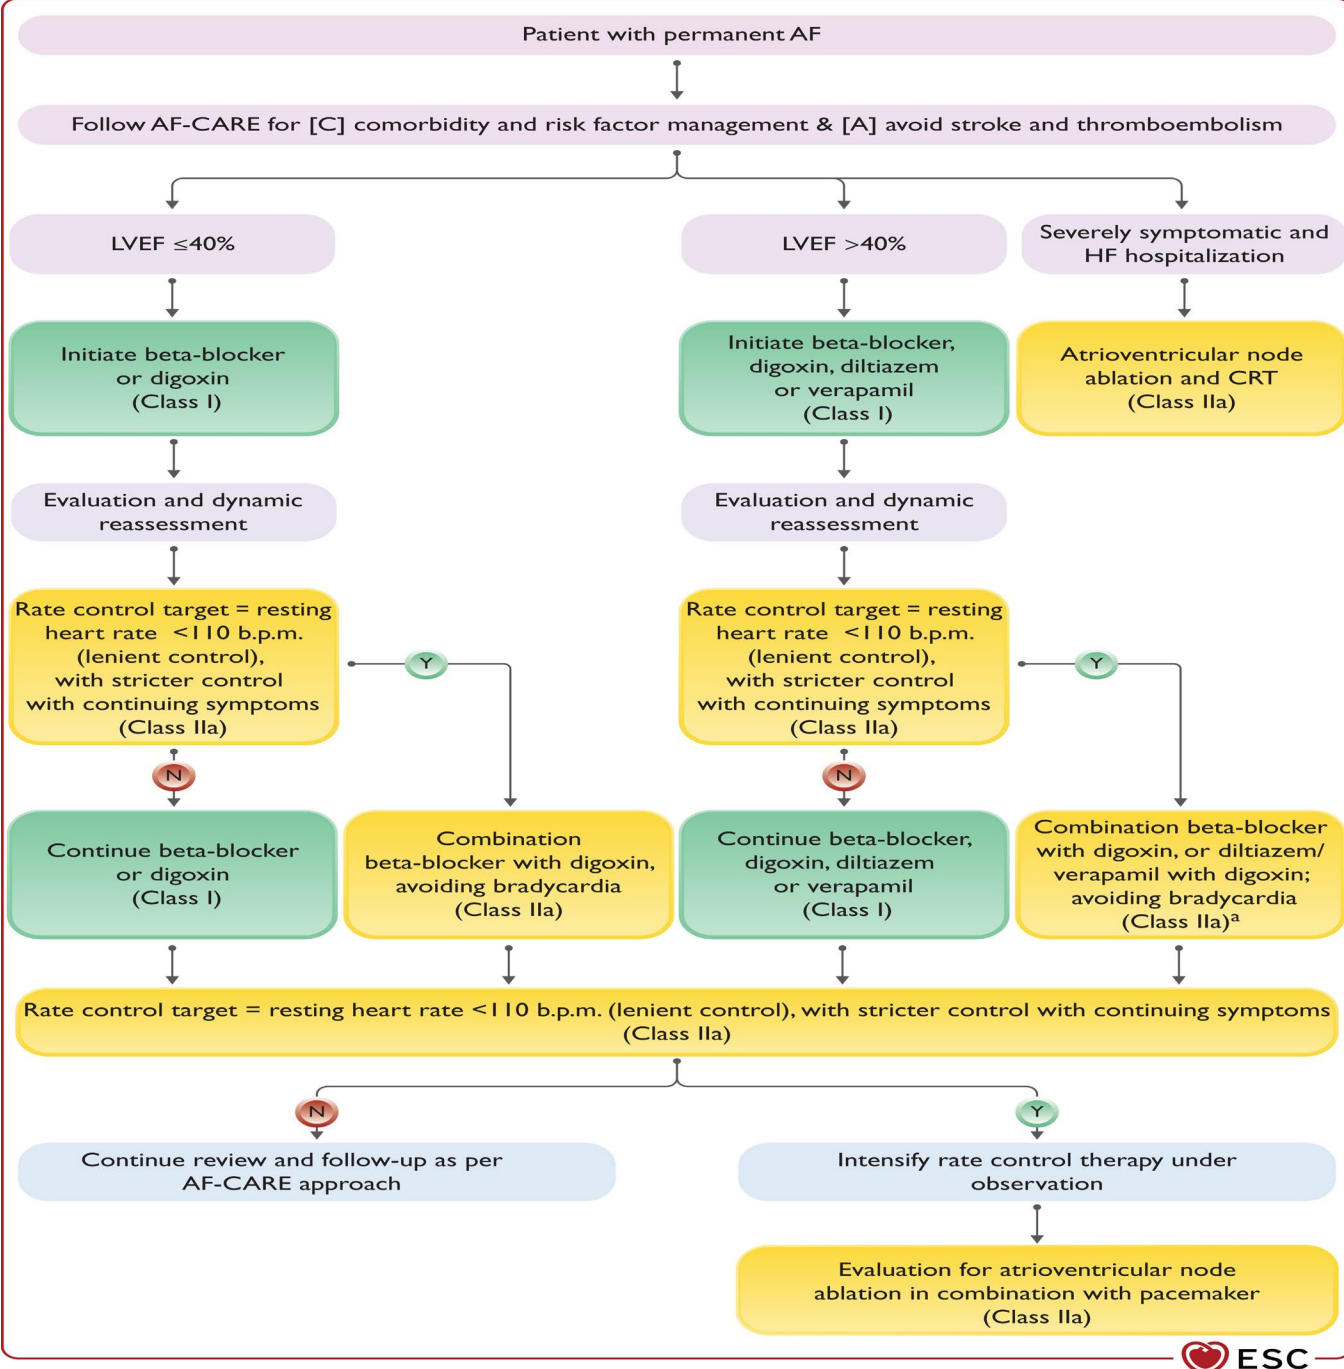 Patient with permanent AF
Follow AF-CARE for [C] comorbidity and risk factor management & [A] avoid stroke and thromboembolism
LVEF ≤40%
LVEF >40%
Severely symptomatic and
HF hospitalization
Initiate beta-blocker
or digoxin
(Class I)
Initiate beta-blocker,
digoxin, diltiazem
or verapamil
(Class I)
Atrioventricular node
ablation and CRT
(Class IIa)
Evaluation and dynamic
reassessment
Evaluation and dynamic
reassessment
Rate control target = resting
heart rate <110 b.p.m.
(lenient control),
with stricter control
with continuing symptoms
(Class IIa)
Y
Rate control target = resting
heart rate <110 b.p.m.
(lenient control),
with stricter control
with continuing symptoms
(Class IIa)
Y
N
N
Continue beta-blocker
or digoxin
(Class I)
Combination
beta-blocker with digoxin,
avoiding bradycardia
(Class IIa)
Continue beta-blocker,
digoxin, diltiazem
or verapamil
(Class I)
Combination beta-blocker
with digoxin, or diltiazem/
verapamil with digoxin;
avoiding bradycardia
(Class IIa)a
Rate control target = resting heart rate <110 b.p.m. (lenient control), with stricter control with continuing symptoms
(Class IIa)
N
Y
Continue review and follow-up as per
AF-CARE approach
Intensify rate control therapy under
observation
Evaluation for atrioventricular node
ablation in combination with pacemaker
(Class IIa)
ESC